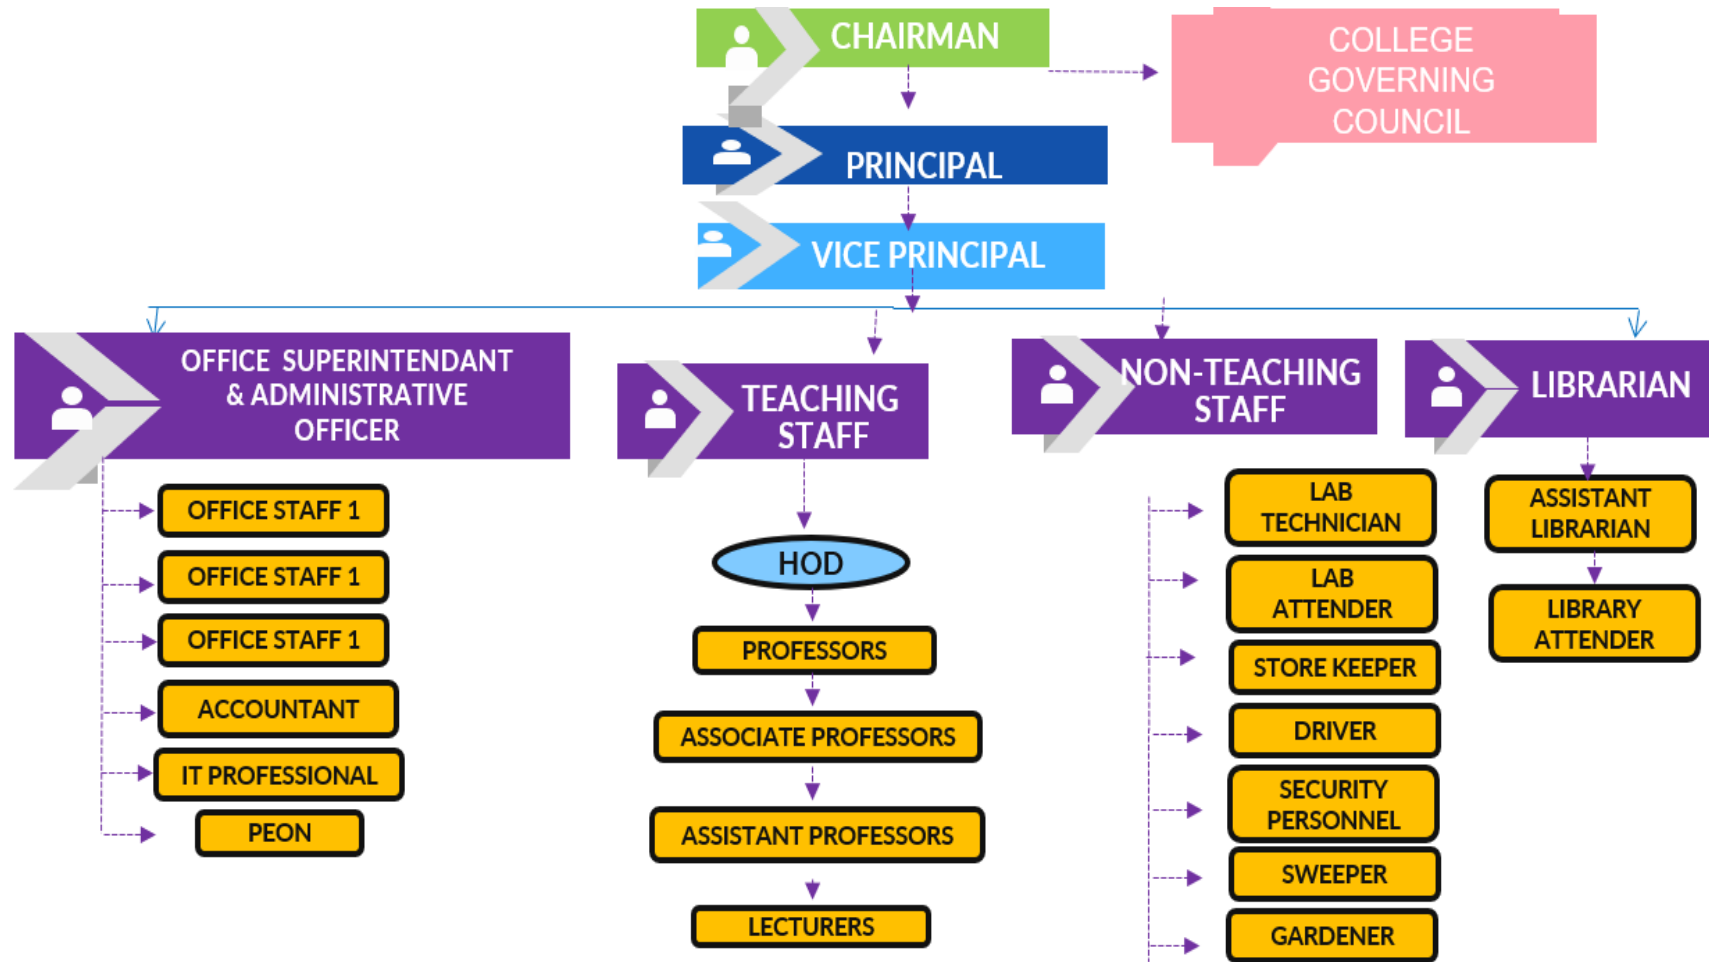 CHAIRMAN
COLLEGE
GOVERNING
COUNCIL
PRINCIPAL
VICE PRINCIPAL
OFFICE SUPERINTENDANT
& ADMINISTRATIVE
OFFICER
OFFICE STAFF 1
OFFICE STAFF 1
OFFICE STAFF 1
ACCOUNTANT
IT PROFESSIONAL
PEON
TEACHING
STAFF
HOD
PROFESSORS
ASSOCIATE PROFESSORS
ASSISTANT PROFESSORS
LECTURERS
NON-TEACHING
STAFF
LAB
TECHNICIAN
LAB
ATTENDER
STORE KEEPER
DRIVER
SECURITY
PERSONNEL
SWEEPER
GARDENER
LIBRARIAN
ASSISTANT
LIBRARIAN
LIBRARY
ATTENDER